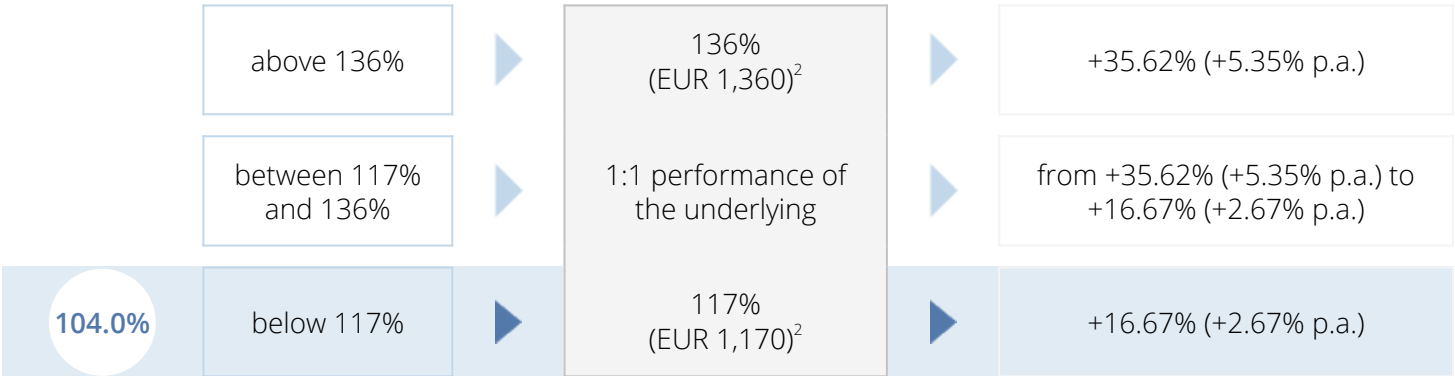 above 136%
136%
(EUR 1,360)²
+35.62% (+5.35% p.a.)
between 117%
and 136%
1:1 performance of
the underlying
from +35.62% (+5.35% p.a.) to
+16.67% (+2.67% p.a.)
104.0%
below 117%
117%
(EUR 1,170)²
+16.67% (+2.67% p.a.)